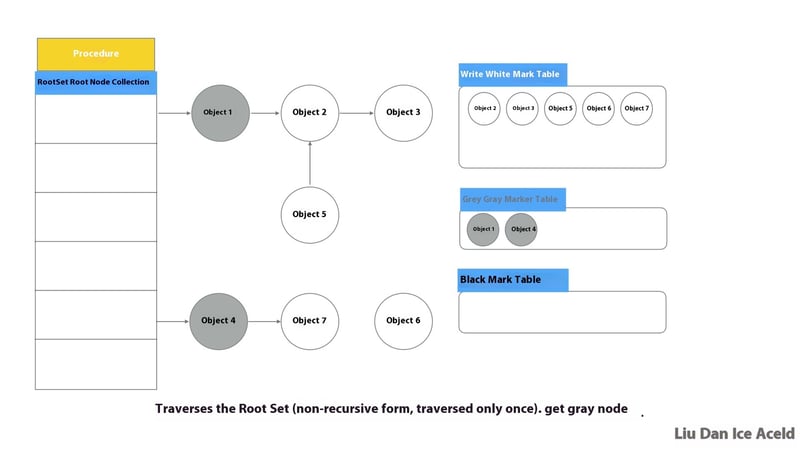 Procedure
RootSet Root Node Collection
Object 1
Object 2
Object 3
Object 5
Object 4
Object 7
Object 6
Write White Mark Table
Object 2
Object 3
Object 5
Object 6
Object 7
Grey Gray Marker Table
Object 1
Object 4
Black Mark Table
Traverses the Root Set (non-recursive form, traversed only once). get gray node .
Liu Dan Ice Aceld